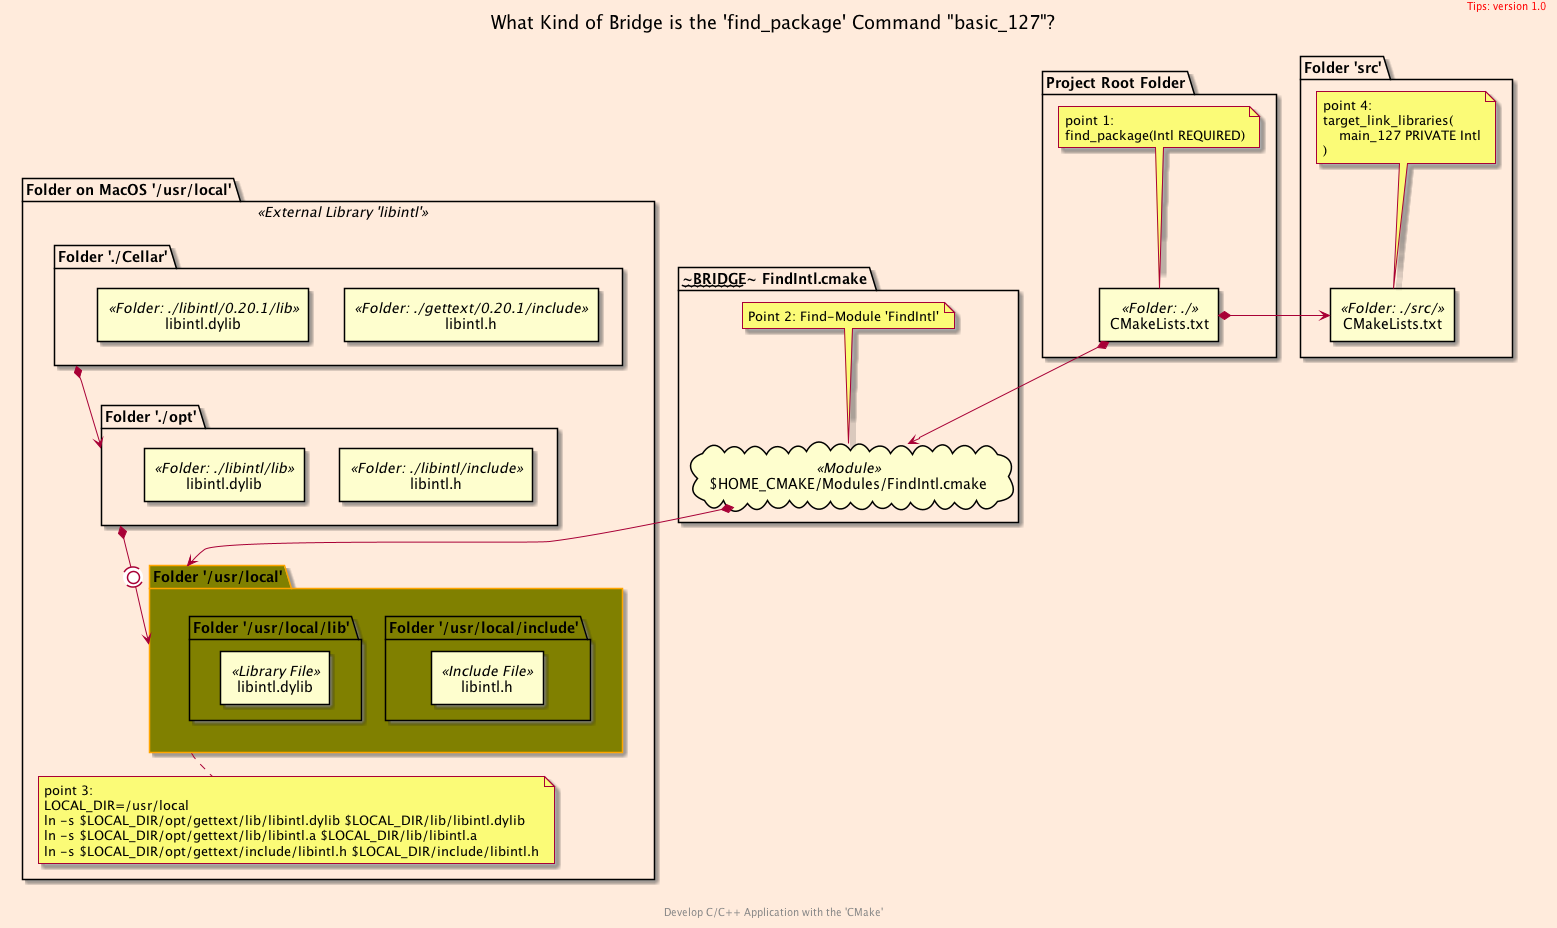 Tips: version 1.0
What Kind of Bridge is the 'find_package' Command "basic_127"?
Folder 'src'
point 4:
target_link_libraries(
main_127 PRIVATE Intl
)
«Folder: ./src/»
CMakeLists.txt
Project Root Folder
point 1:
find_package(Intl REQUIRED)
«Folder: ./»
CMakeLists.txt
~BRIDGE~ FindIntl.cmake
Point 2: Find-Module 'FindIntl'
«Module»
$HOME_CMAKE/Modules/FindIntl.cmake
Folder on MacOS '/usr/local'
«External Library 'libintl'»
Folder './Cellar'
«Folder: ./libintl/0.20.1/lib»
libintl.dylib
«Folder: ./gettext/0.20.1/include»
libintl.h
Folder './opt'
«Folder: ./libintl/lib»
libintl.dylib
«Folder: ./libintl/include»
libintl.h
Folder '/usr/local'
Folder '/usr/local/lib'
«Library File»
libintl.dylib
Folder '/usr/local/include'
«Include File»
libintl.h
point 3:
LOCAL_DIR=/usr/local
ln -s $LOCAL_DIR/opt/gettext/lib/libintl.dylib $LOCAL_DIR/lib/libintl.dylib
ln -s $LOCAL_DIR/opt/gettext/lib/libintl.a $LOCAL_DIR/lib/libintl.a
ln -s $LOCAL_DIR/opt/gettext/include/libintl.h $LOCAL_DIR/include/libintl.h
Develop C/C++ Application with the 'CMake'